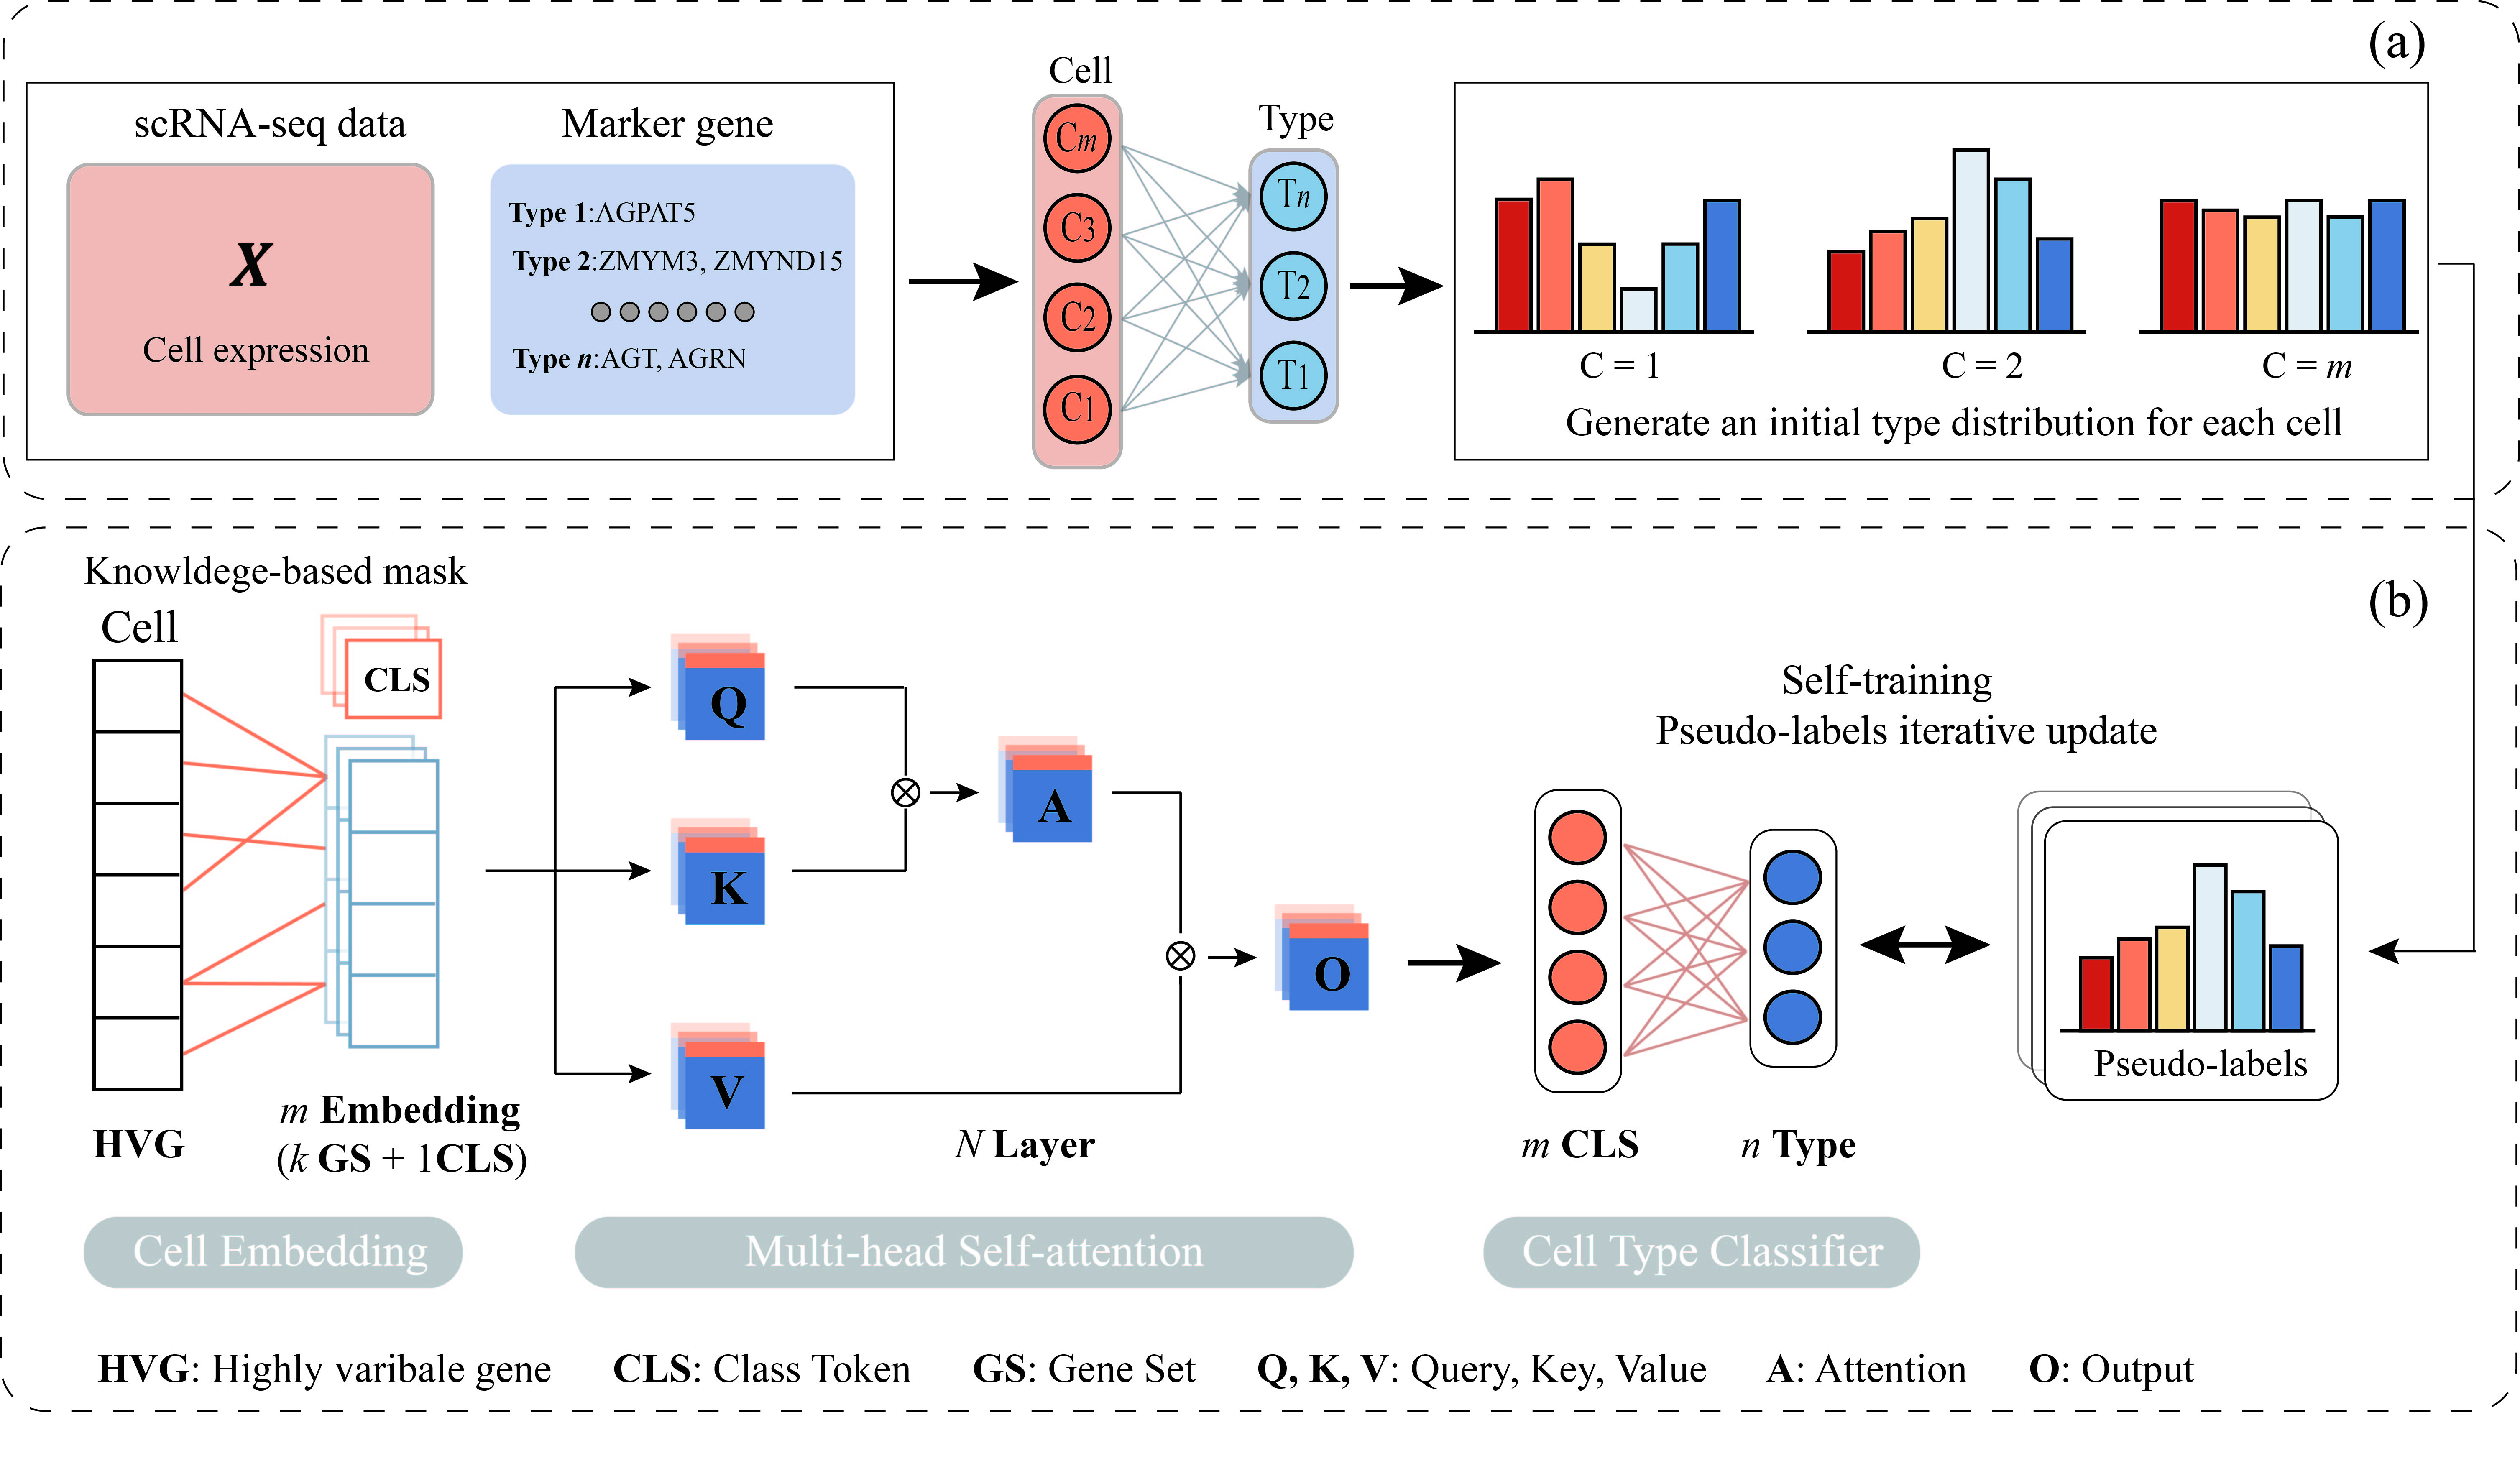 (a)
scRNA-seq data
X
Cell expression
Marker gene
Type 1:AGPAT5
Type 2:ZMYM3, ZMYND15
Type n:AGT, AGRN
Cell
Cm
C3
C2
C1
Type
Tn
T2
T1
C = 1
C = 2
C = m
Generate an initial type distribution for each cell
(b)
Knowldege-based mask
Cell
CLS
HVG
m Embedding
(k GS + 1CLS)
Q
K
V
A
O
N Layer
Self-training
Pseudo-labels iterative update
m CLS
n Type
Pseudo-labels
Cell Embedding
Multi-head Self-attention
Cell Type Classifier
HVG: Highly varibale gene
CLS: Class Token
GS: Gene Set
Q, K, V: Query, Key, Value
A: Attention
O: Output